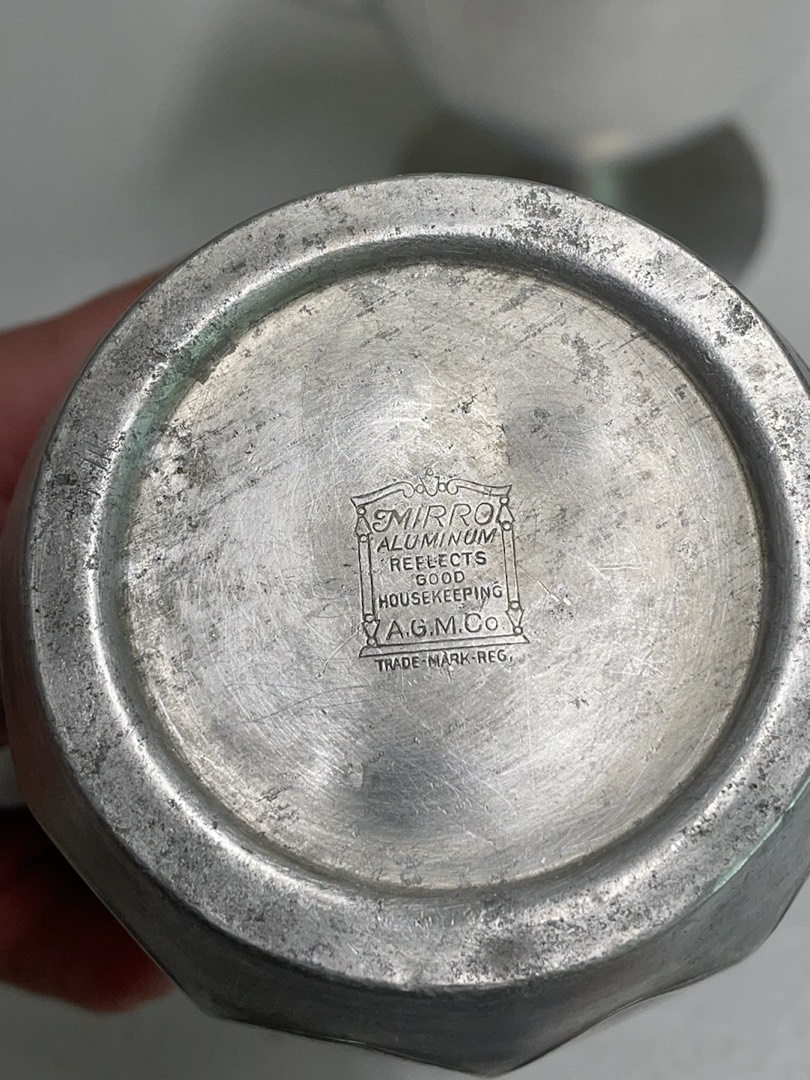 MIRRO
ALUMINUM
REFLECTS
GOOD
HOUSEKEEPING
A.G.M.Co
TRADE-MARK-REG.